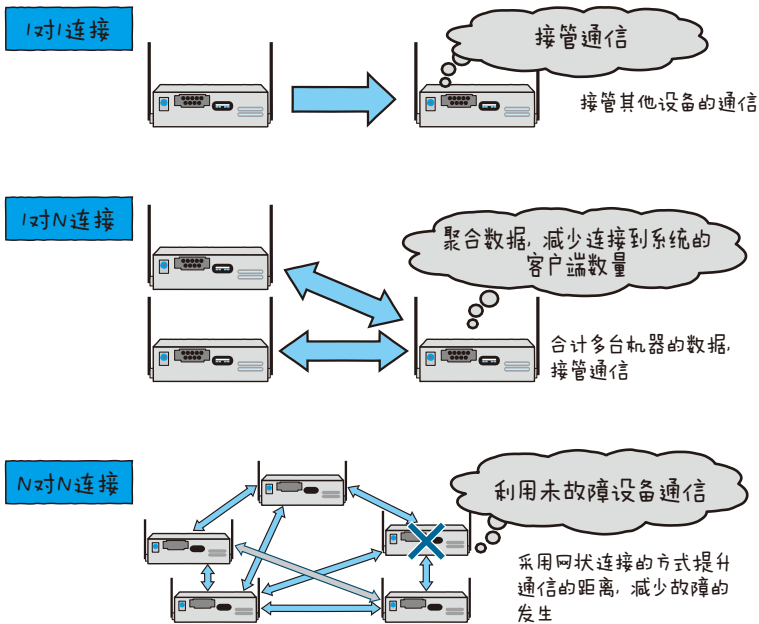 1对1连接
接管通信
接管其他设备的通信
1对N连接
聚合数据, 减少连接到系统的
客户端数量
合计多台机器的数据,
接管通信
N对N连接
利用未故障设备通信
采用网状连接的方式提升
通信的距离, 减少故障的
发生